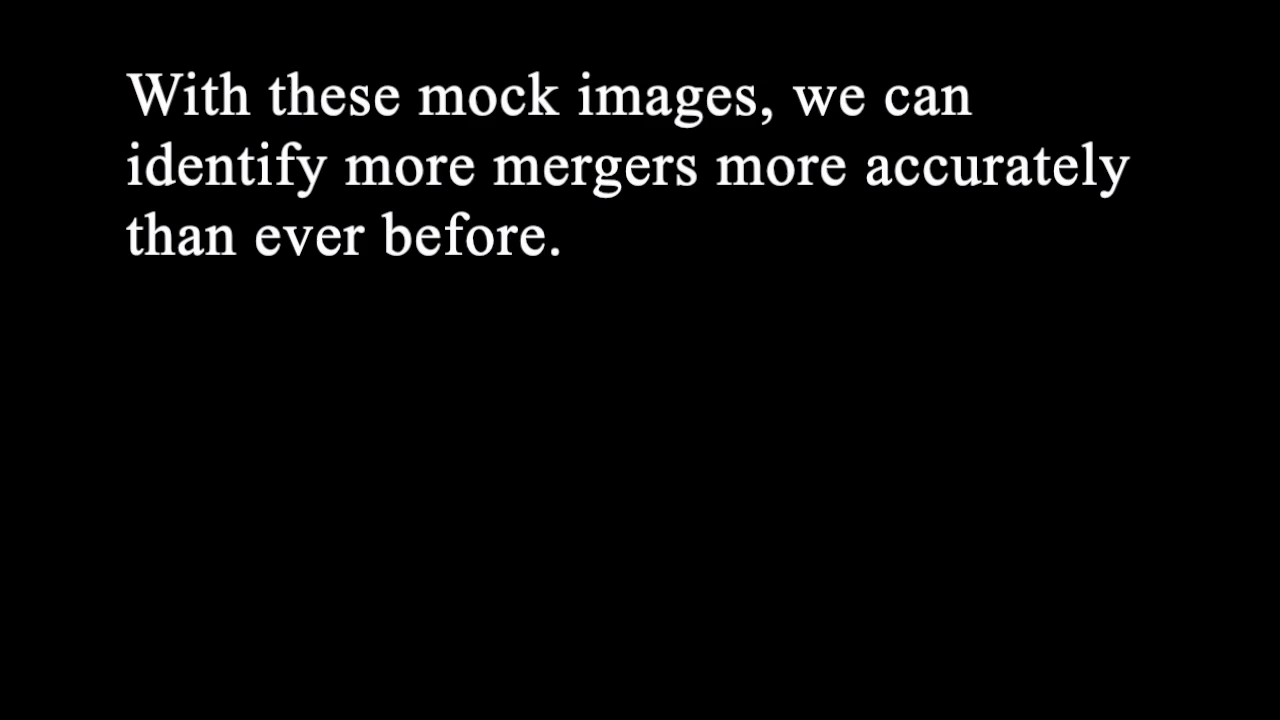 With these mock images, we can
identify more mergers more accurately
than ever before.